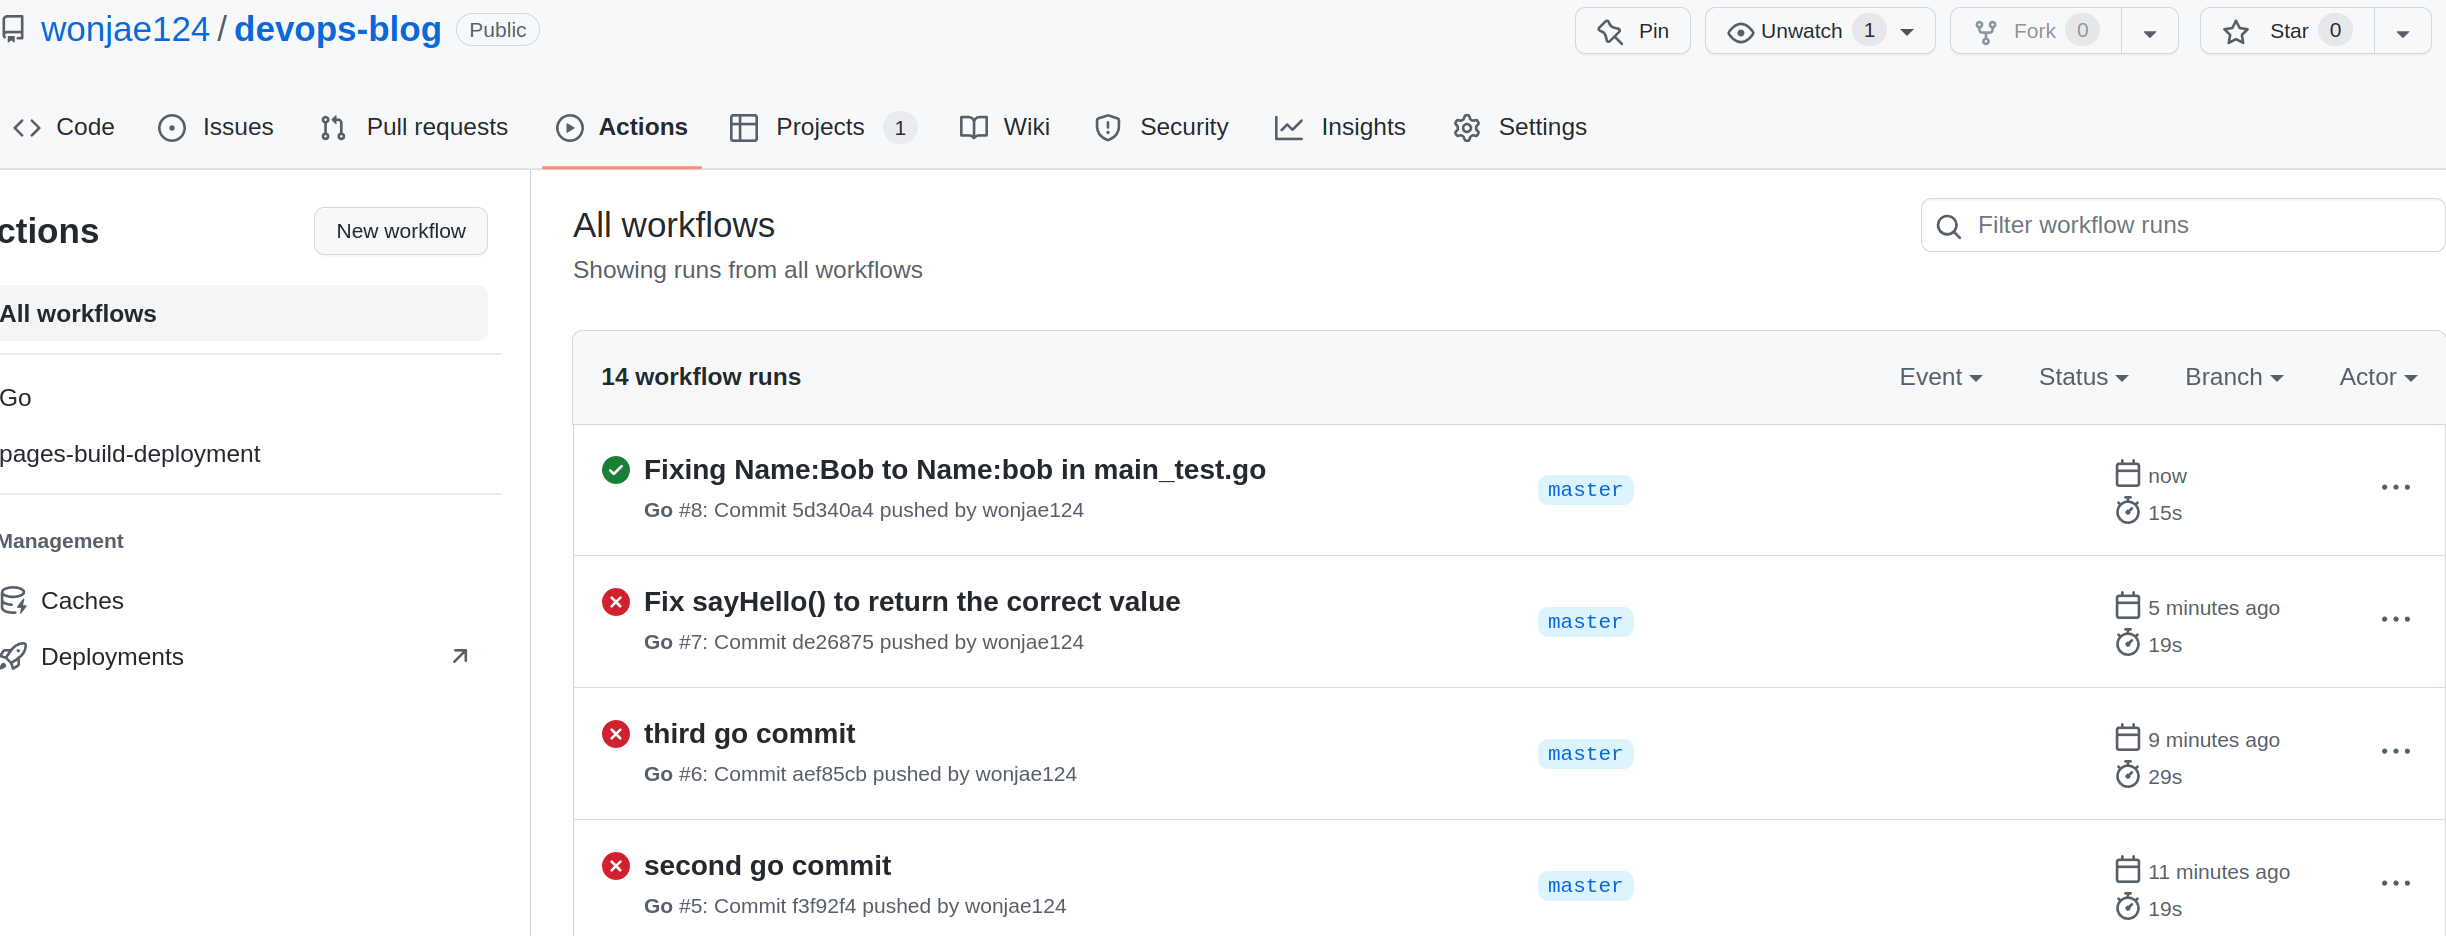 wonjae124 / devops-blog Public
Pin
Unwatch 1
Fork 0
Star 0
Code
Issues
Pull requests
Actions
Projects 1
Wiki
Security
Insights
Settings
ctions
New workflow
All workflows
Go
pages-build-deployment
Management
Caches
Deployments
All workflows
Showing runs from all workflows
Filter workflow runs
14 workflow runs
Event
Status
Branch
Actor
Fixing Name:Bob to Name:bob in main_test.go
Go #8: Commit 5d340a4 pushed by wonjae124
master
now
15s
Fix sayHello() to return the correct value
Go #7: Commit de26875 pushed by wonjae124
master
5 minutes ago
19s
third go commit
Go #6: Commit aef85cb pushed by wonjae124
master
9 minutes ago
29s
second go commit
Go #5: Commit f3f92f4 pushed by wonjae124
master
11 minutes ago
19s